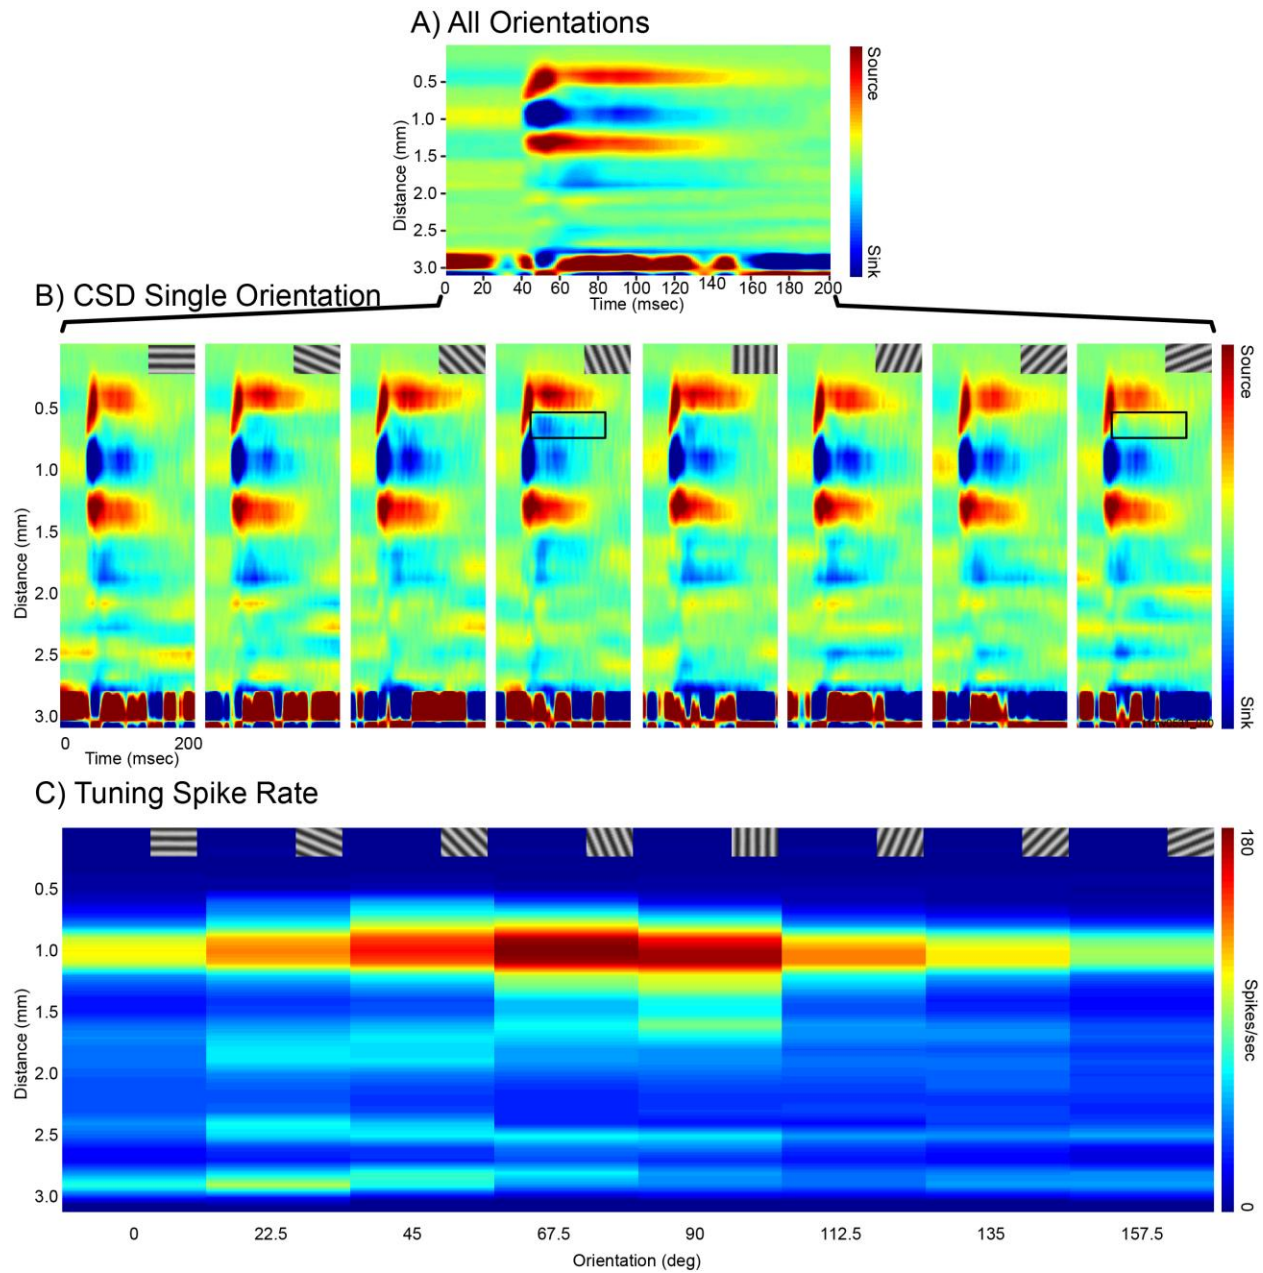 A) All Orientations
Distance (mm)
0.5
1.0
1.5
2.0
2.5
3.0
0 20 40 60 80 100 120 140 160 180 200
Time (msec)
Source
Sink
B) CSD Single Orientation
Distance (mm)
0.5
1.0
1.5
2.0
2.5
3.0
0 200
Time (msec)
Source
Sink
C) Tuning Spike Rate
Distance (mm)
0.5
1.0
1.5
2.0
2.5
3.0
180
Spikes/sec
0
0 22.5 45 67.5 90 112.5 135 157.5
Orientation (deg)